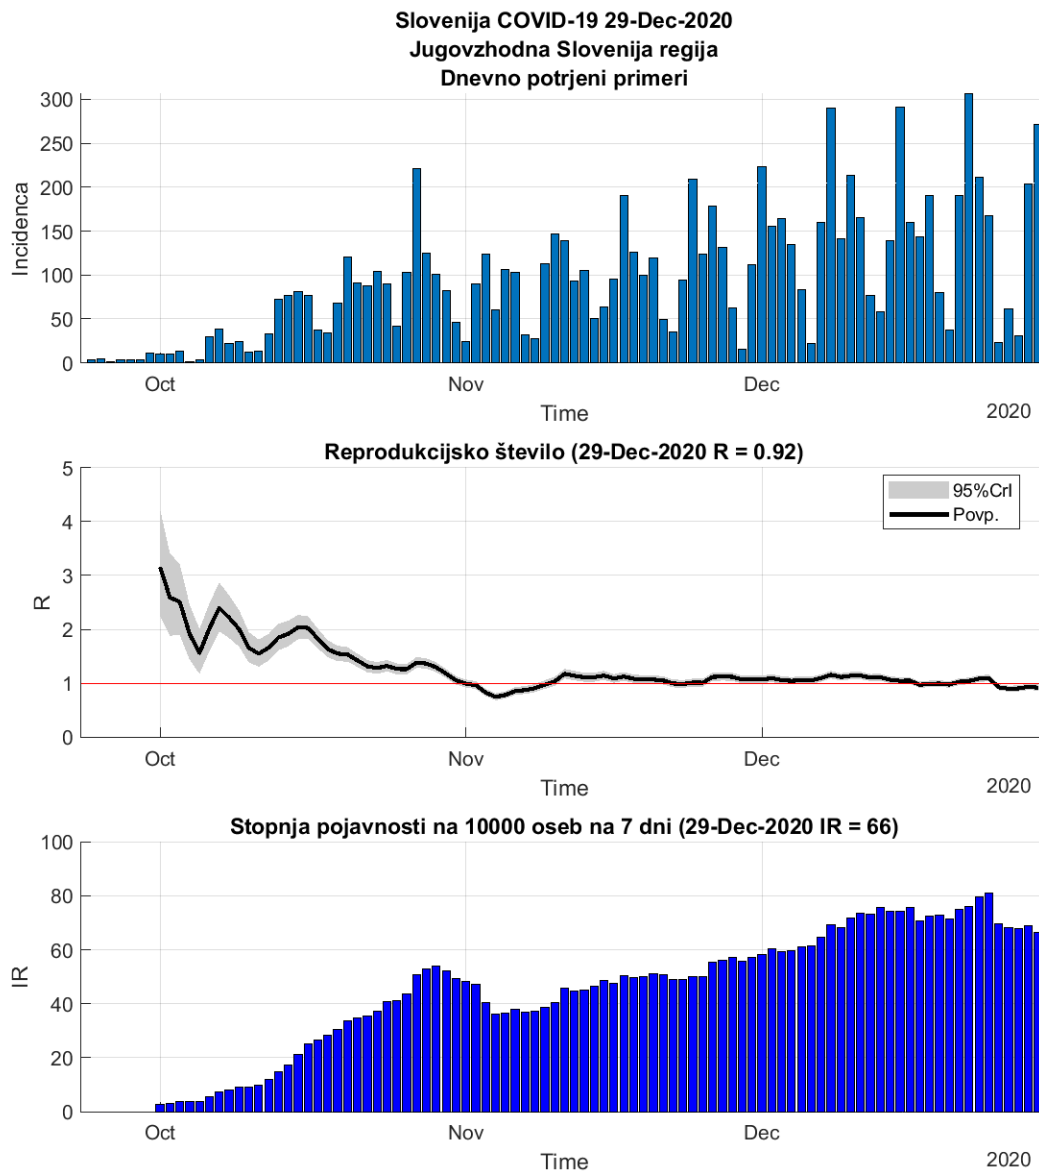 Slovenija COVID-19 29-Dec-2020
Jugovzhodna Slovenija regija
Dnevno potrjeni primeri
300
250
200
150
100
50
0
Incidenca
Oct
Nov
Dec
Time
2020
Reprodukcijsko število (29-Dec-2020 R = 0.92)
5
4
3
2
1
0
R
95%CrI
Povp.
Oct
Nov
Dec
Time
2020
Stopnja pojavnosti na 10000 oseb na 7 dni (29-Dec-2020 IR = 66)
100
80
60
40
20
0
IR
Oct
Nov
Dec
Time
2020